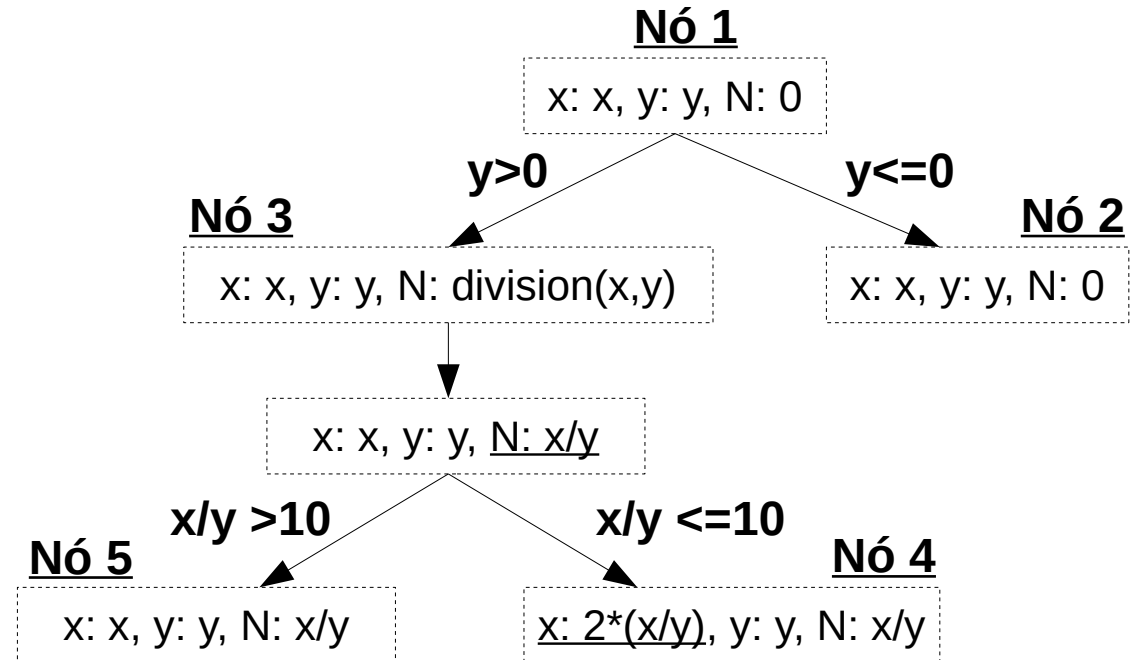 Nó 1
x: x, y: y, N: 0
y>0
y<=0
Nó 3
Nó 2
x: x, y: y, N: division(x,y)
x: x, y: y, N: 0
x: x, y: y, N: x/y
x/y >10
x/y <=10
Nó 5
Nó 4
x: x, y: y, N: x/y
x: 2*(x/y), y: y, N: x/y